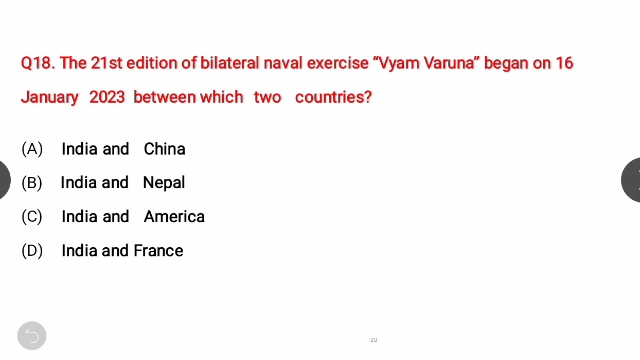 Q18. The 21st edition of bilateral naval exercise “Vyam Varuna” began on 16
January 2023 between which two countries?
(A) India and China
(B) India and Nepal
(C) India and America
(D) India and France
20